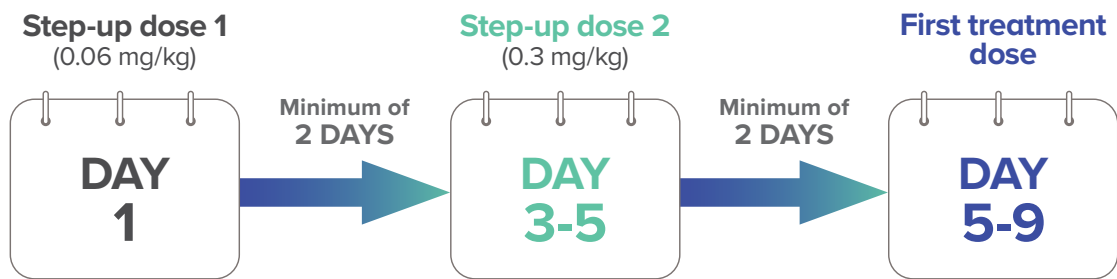 Step-up dose 1
(0.06 mg/kg)
DAY
1
Minimum of
2 DAYS
Step-up dose 2
(0.3 mg/kg)
DAY
3-5
Minimum of
2 DAYS
First treatment
dose
DAY
5-9